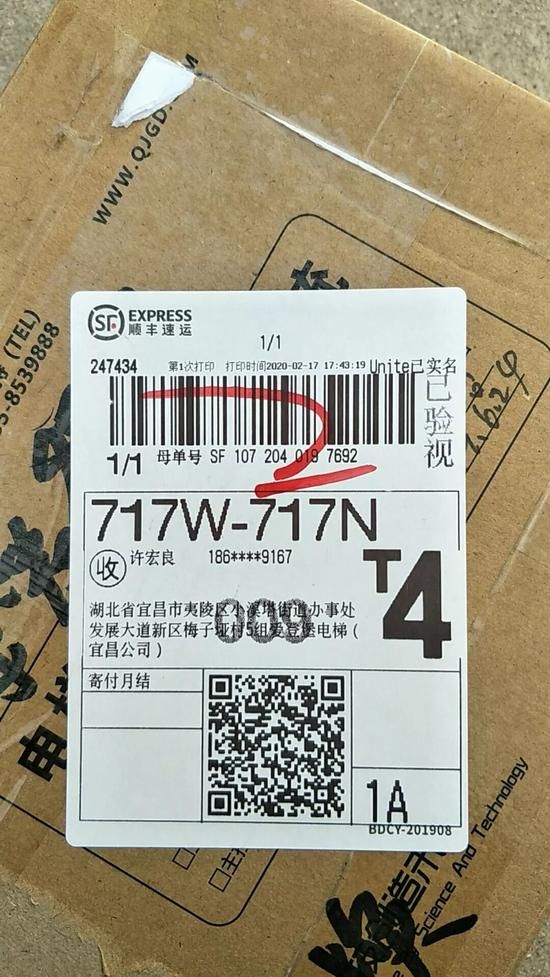 WWW.QJGD
(TEL)
-8539888
SF EXPRESS
顺丰速运
1/1
247434 第1次打印 打印时间2020-02-17 17:43:19 Unite已实名
已验视
1/1 母单号 SF 107 204 019 7692
717W-717N
收 许宏良 186****9167
T4
湖北省宜昌市夷陵区小溪塔街道办事处
发展大道新区梅子垭村5组爱登堡电梯(
宜昌公司)
009
寄付月结
1A
BDCY-201908
Science And Technology